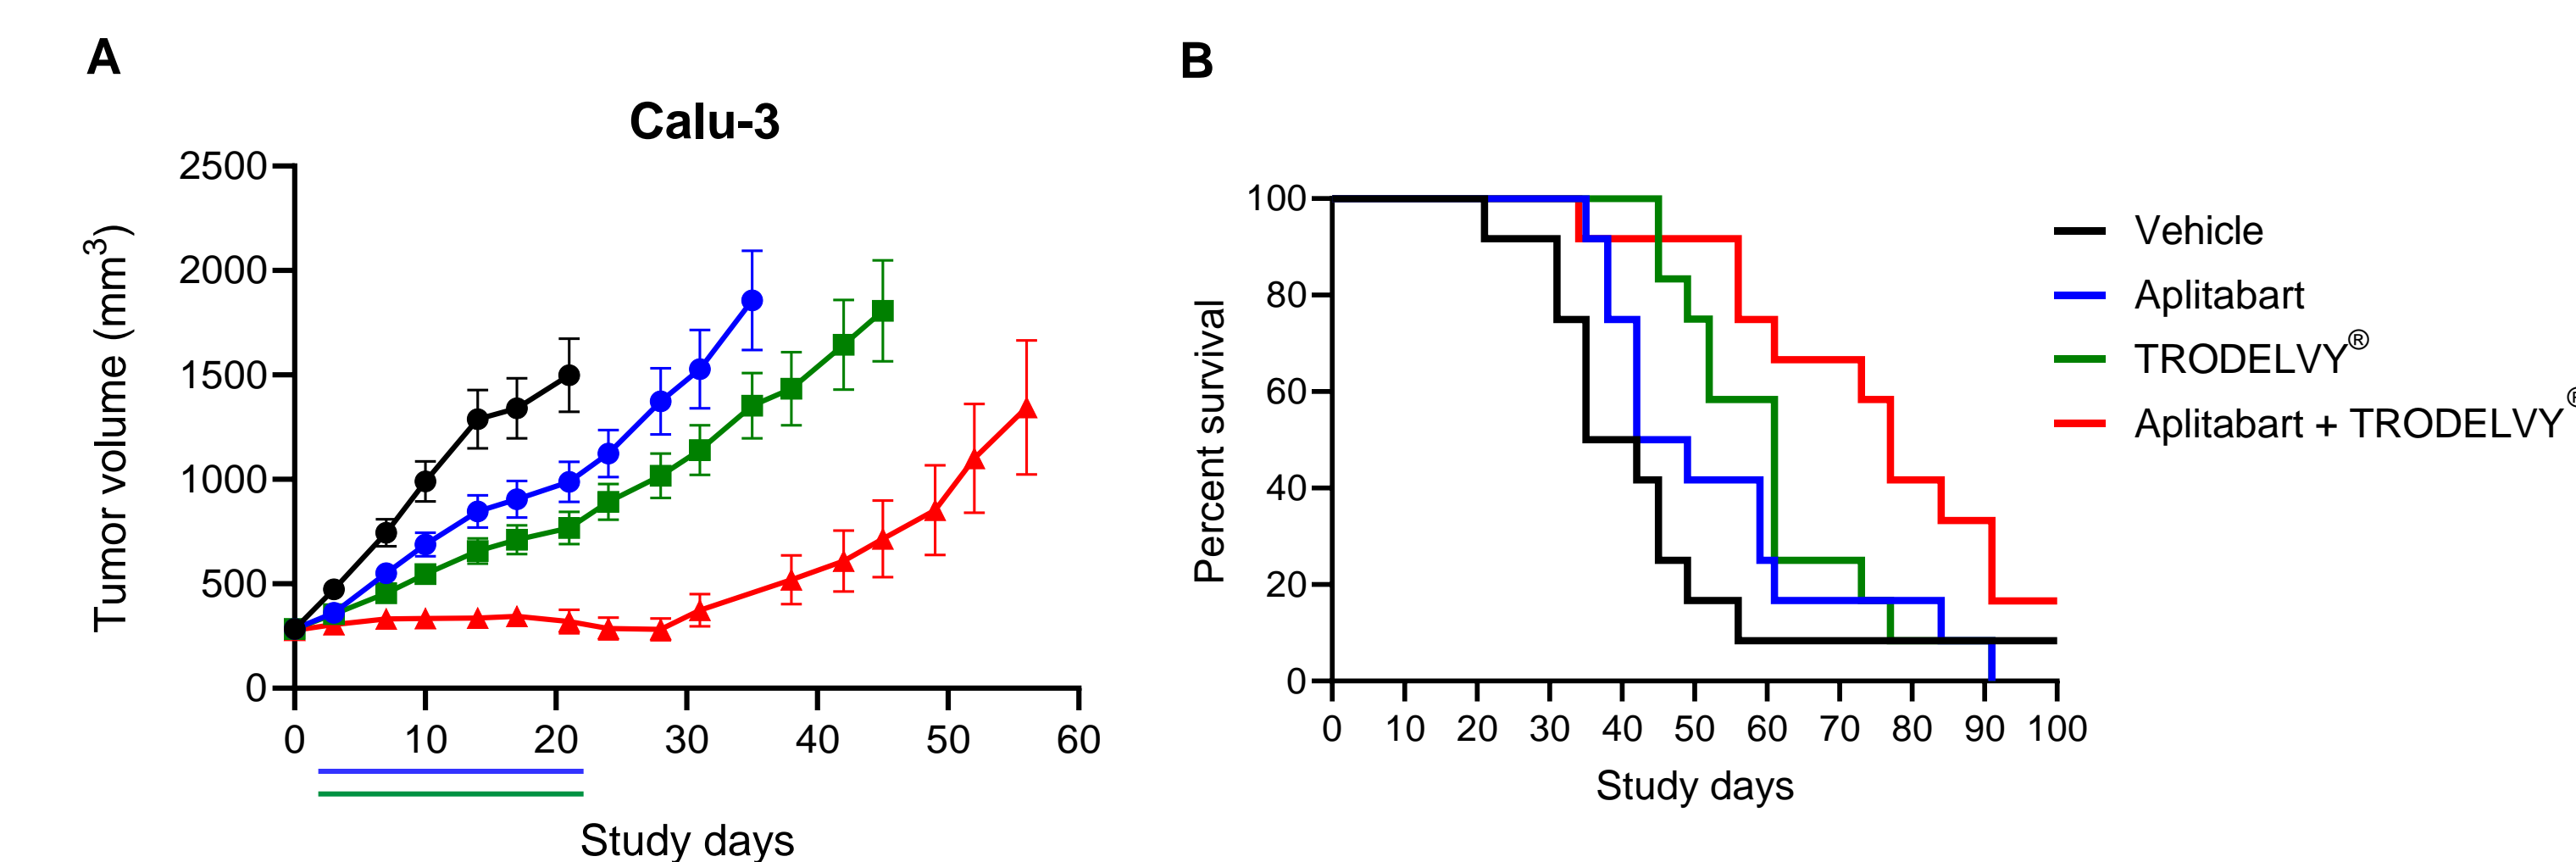 A
B
Calu-3
Tumor volume (mm³)
2500
2000
1500
1000
500
0
0 10 20 30 40 50 60
Study days
Percent survival
100
80
60
40
20
0
0 10 20 30 40 50 60 70 80 90 100
Study days
Vehicle
Aplitabart
TRODELVY®
Aplitabart + TRODELVY®